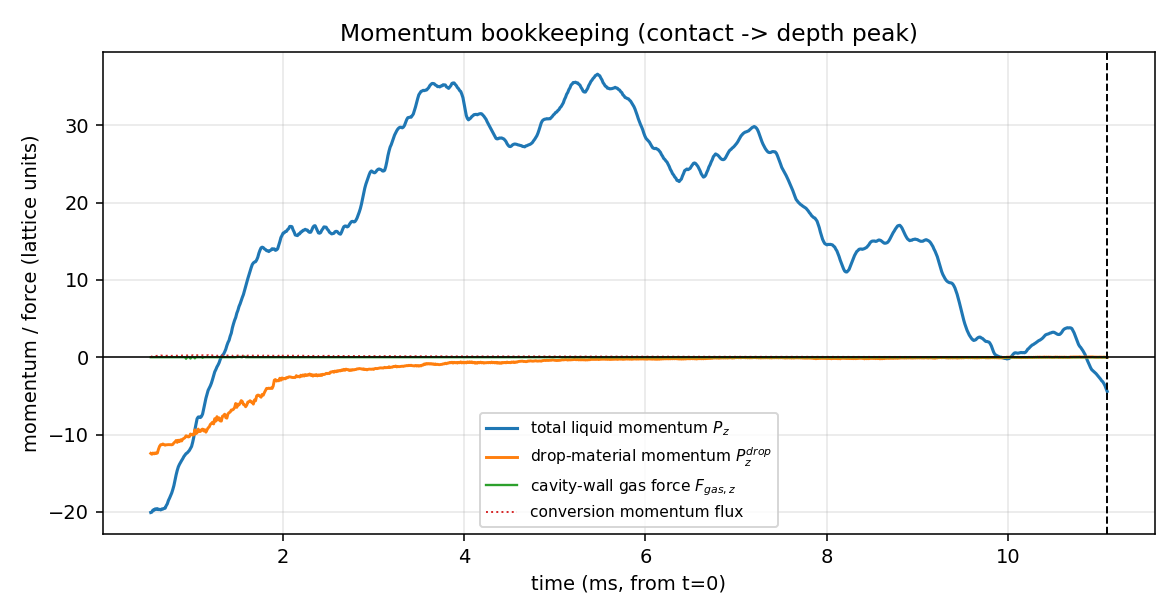 Momentum bookkeeping (contact -> depth peak)
momentum / force (lattice units)
30
20
10
0
−10
−20
total liquid momentum $P_z$
drop-material momentum $P_z^{drop}$
cavity-wall gas force $F_{gas,z}$
conversion momentum flux
2
4
6
8
10
time (ms, from t=0)